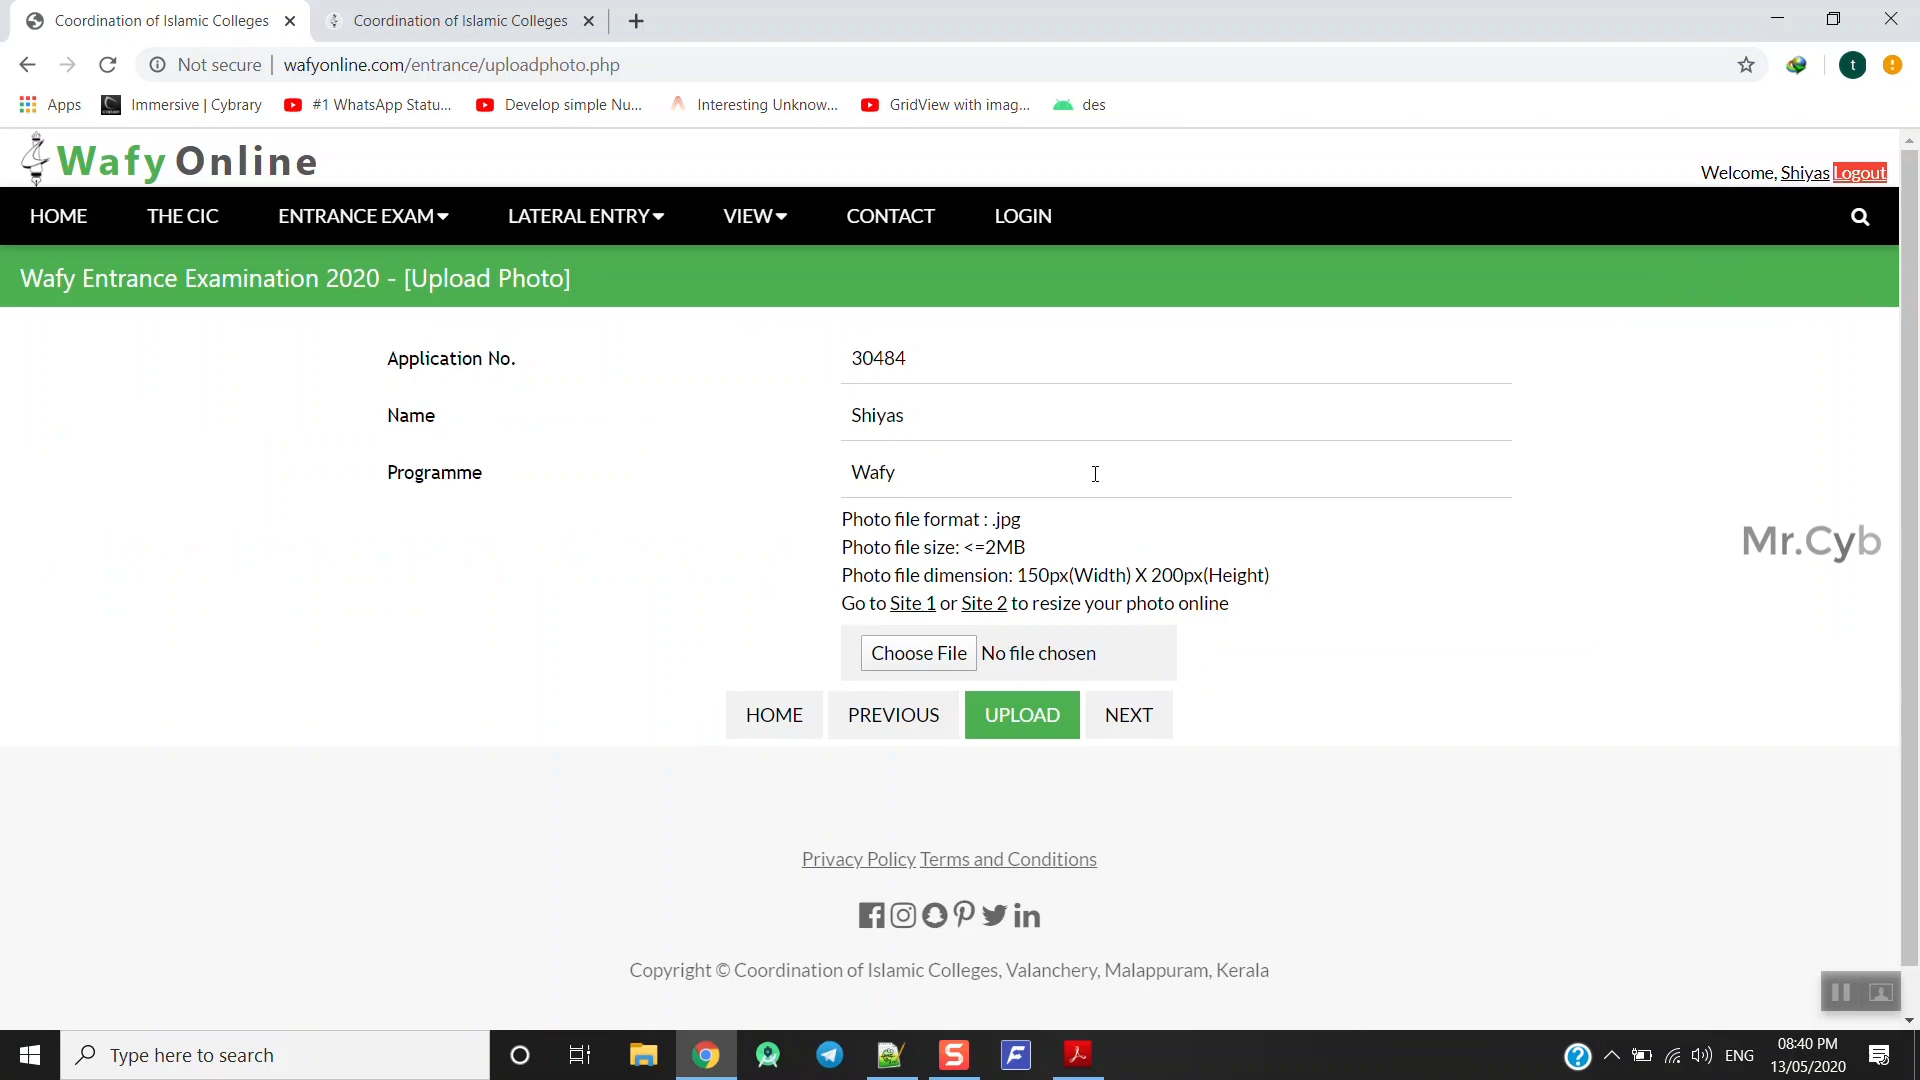 Coordination of Islamic Colleges
Coordination of Islamic Colleges
Not secure
wafyonline.com/entrance/uploadphoto.php
t
Apps
Immersive | Cybrary
#1 WhatsApp Statu...
Develop simple Nu...
Interesting Unknow...
GridView with imag...
des
Wafy Online
Welcome, Shiyas Logout
HOME
THE CIC
ENTRANCE EXAM
LATERAL ENTRY
VIEW
CONTACT
LOGIN
Wafy Entrance Examination 2020 - [Upload Photo]
Application No.
30484
Name
Shiyas
Programme
Wafy
Photo file format : .jpg
Photo file size: <=2MB
Mr.Cyb
Photo file dimension: 150px(Width) X 200px(Height)
Go to Site 1 or Site 2 to resize your photo online
Choose File No file chosen
HOME
PREVIOUS
UPLOAD
NEXT
Privacy Policy Terms and Conditions
Copyright © Coordination of Islamic Colleges, Valanchery, Malappuram, Kerala
Type here to search
ENG
08:40 PM
13/05/2020